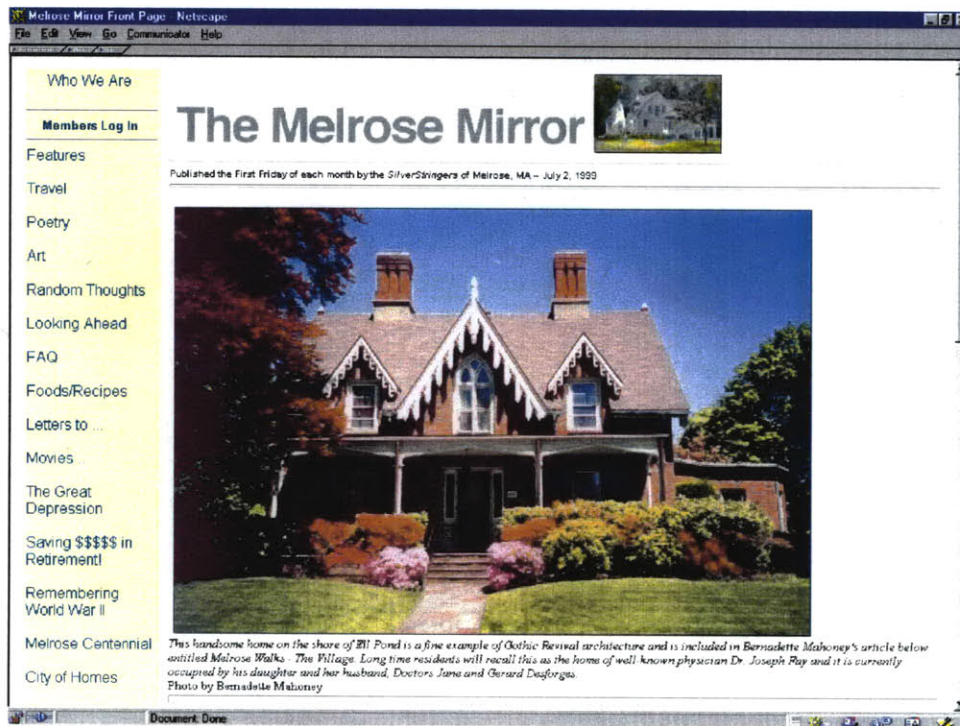 Melrose Mirror Front Page - Netscape
File Edit View Go Communicator Help
Who We Are
Members Log In
Features
Travel
Poetry
Art
Random Thoughts
Looking Ahead
FAQ
Foods/Recipes
Letters to ...
Movies
The Great
Depression
Saving $$$$$ in
Retirement!
Remembering
World War II
Melrose Centennial
City of Homes
The Melrose Mirror
Published the First Friday of each month by the SilverStringers of Melrose, MA – July 2, 1999
This handsome home on the shore of Ell Pond is a fine example of Gothic Revival architecture and is included in Bernadette Mahoney's article below
entitled Melrose Walks - The Village. Long time residents will recall this as the home of well known physician Dr. Joseph Ray and it is currently
occupied by his daughter and her husband, Doctors Jane and Gerard Desforges.
Photo by Bernadette Mahoney
Document: Done